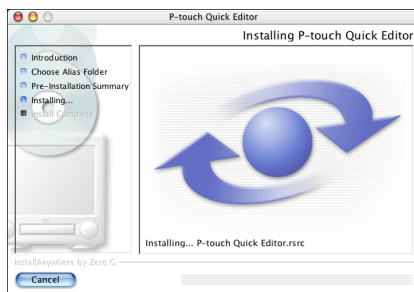 P-touch Quick Editor
Installing P-touch Quick Editor
Introduction
Choose Alias Folder
Pre-Installation Summary
Installing...
Install Complete
Installing... P-touch Quick Editor.rsrc
InstallAnywhere by Zero G
Cancel